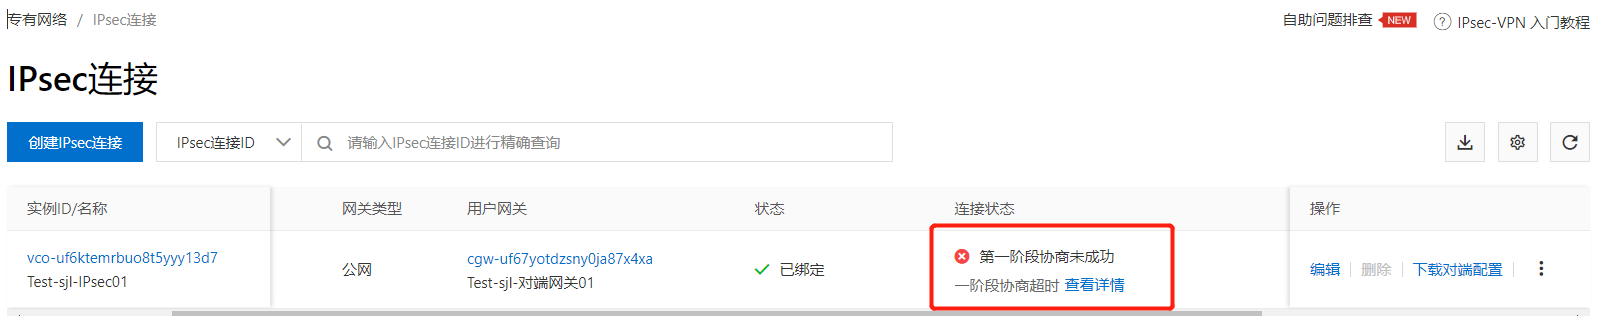 专有网络 / IPsec连接
自助问题排查 NEW ? IPsec-VPN 入门教程
IPsec连接
创建IPsec连接 IPsec连接ID 请输入IPsec连接ID进行精确查询
实例ID/名称 网关类型 用户网关 状态 连接状态 操作
vco-uf6ktemrbuo8t5yyy13d7 cgw-uf67yotdzsny0ja87x4xa 第一阶段协商未成功
公网 已绑定 编辑 删除 下载对端配置
Test-sjl-IPsec01 Test-sjl-对端网关01 一阶段协商超时 查看详情